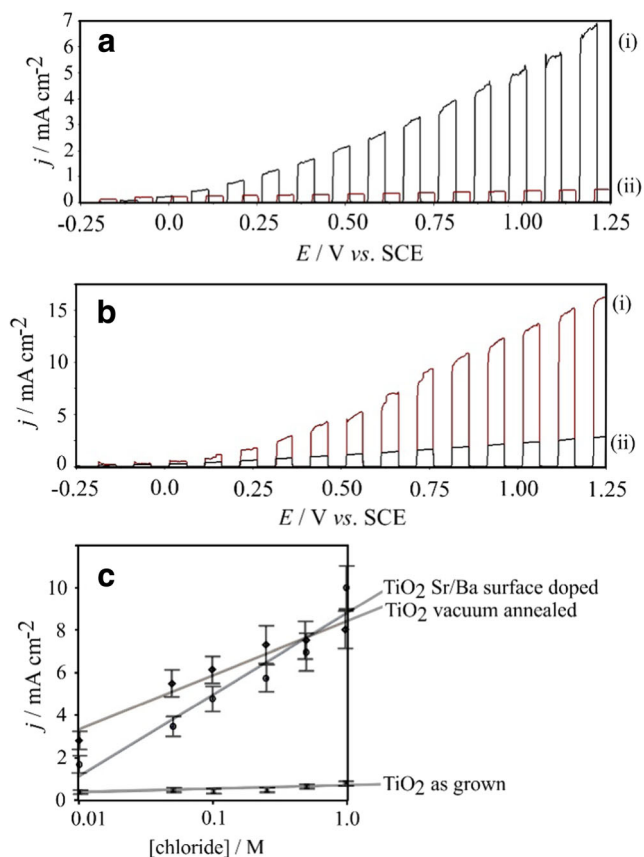 a
(i)
(ii)
7
6
5
4
3
2
1
0
j / mA cm⁻²
-0.25 0.0 0.25 0.50 0.75 1.00 1.25
E / V vs. SCE
b
(i)
(ii)
15
10
5
0
j / mA cm⁻²
-0.25 0.0 0.25 0.50 0.75 1.00 1.25
E / V vs. SCE
c
TiO₂ Sr/Ba surface doped
TiO₂ vacuum annealed
TiO₂ as grown
10
8
6
4
2
0
j / mA cm⁻²
0.01 0.1 1.0
[chloride] / M